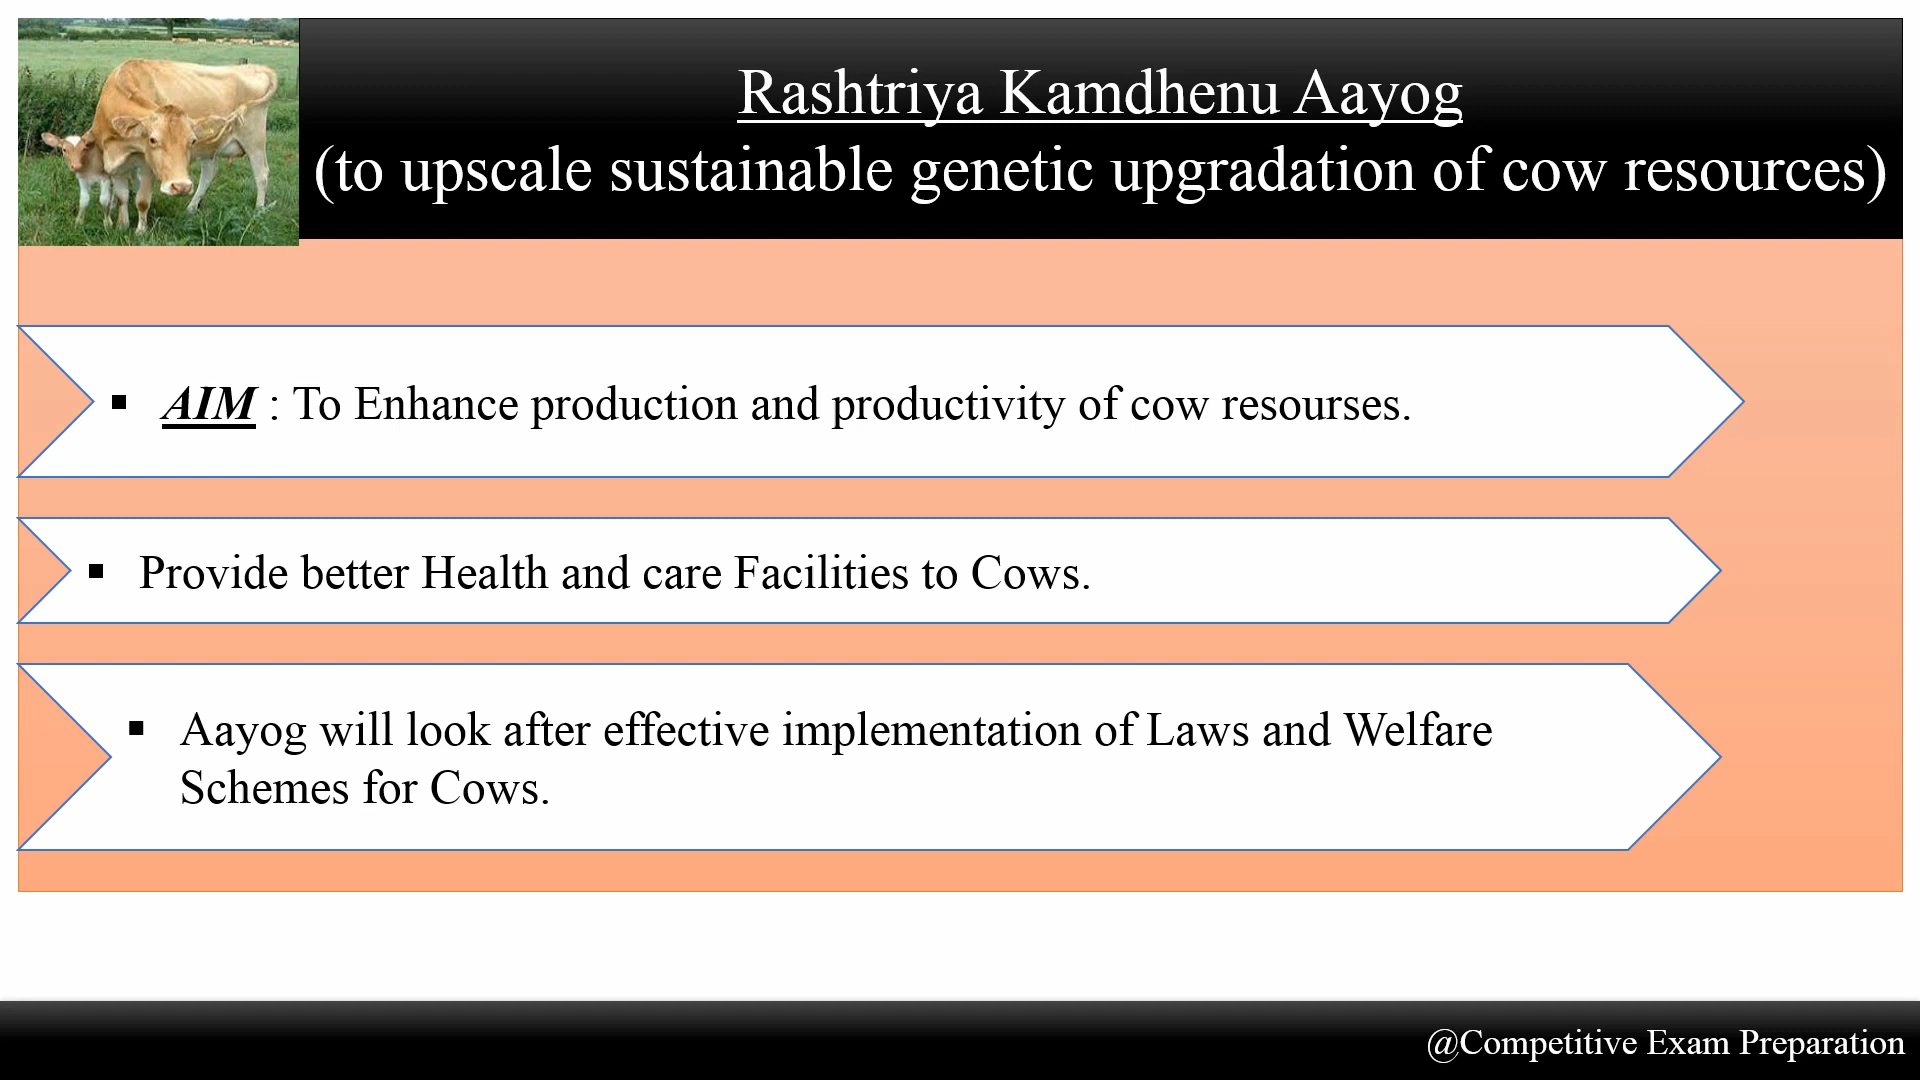 Rashtriya Kamdhenu Aayog
(to upscale sustainable genetic upgradation of cow resources)
▪ AIM : To Enhance production and productivity of cow resourses.
▪ Provide better Health and care Facilities to Cows.
▪ Aayog will look after effective implementation of Laws and Welfare
Schemes for Cows.
@Competitive Exam Preparation